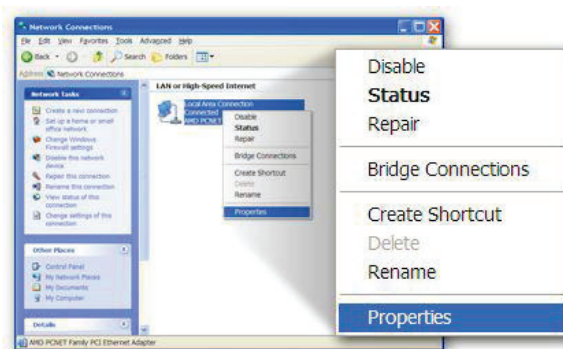 Network Connections
File Edit View Favorites Tools Advanced Help
Back Search Folders
Address Network Connections
Network Tasks
Create a new connection
Set up a home or small
office network
Change Windows
Firewall settings
Disable this network
device
Repair this connection
Rename this connection
View status of this
connection
Change settings of this
connection
Other Places
Control Panel
My Network Places
My Documents
My Computer
Details
LAN or High-Speed Internet
Local Area Connection
Connected
AMD PCNET
Disable
Status
Repair
Bridge Connections
Create Shortcut
Delete
Rename
Properties
AMD PCNET Family PCI Ethernet Adapter
Disable
Status
Repair
Bridge Connections
Create Shortcut
Delete
Rename
Properties